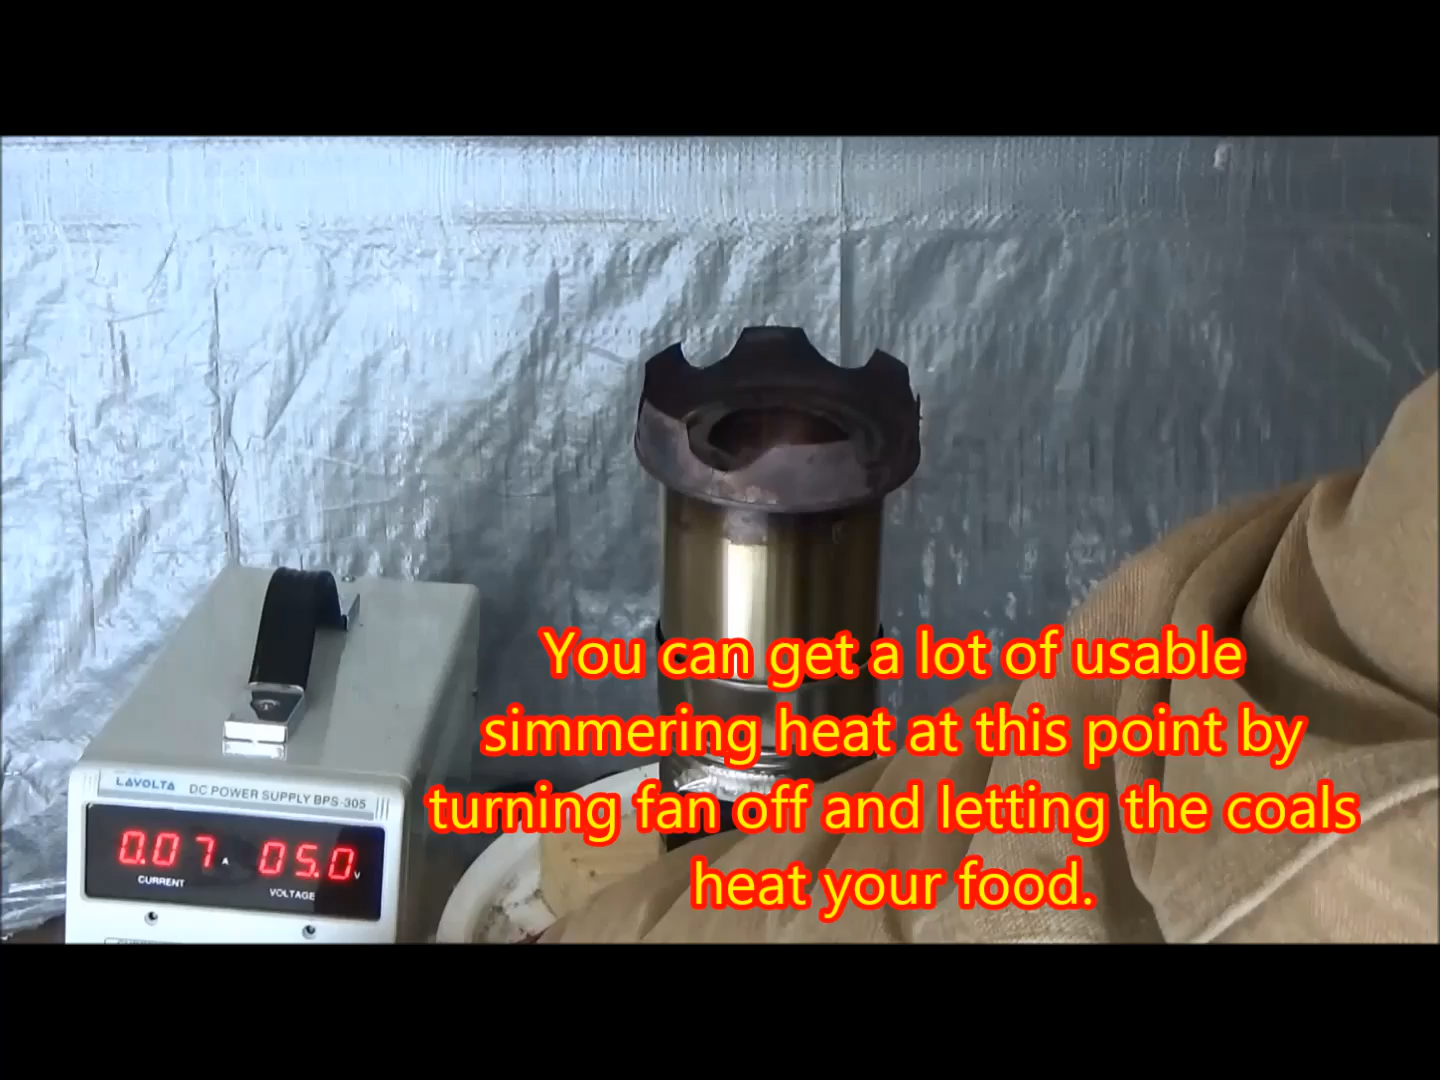 You can get a lot of usable
simmering heat at this point by
turning fan off and letting the coals
heat your food.
LAVOLTA DC POWER SUPPLY BPS-305
0.07 A 05.0 V
CURRENT VOLTAGE